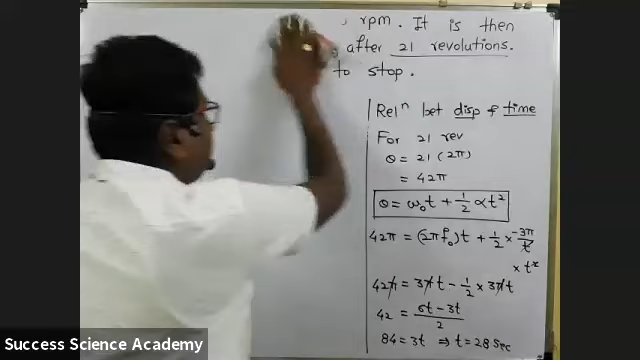 rpm. It is then
after 21 revolutions.
to stop.
Relⁿ bet disp & time
For 21 rev
θ = 21 (2π)
= 42π
θ = ω₀t + 1/2 αt²
42π = (2πf₀)t + 1/2 × -3π/t
× t²
42π = 3πt - 1/2 × 3πt
42 = 6t - 3t / 2
84 = 3t ⇒ t = 28 sec
Success Science Academy